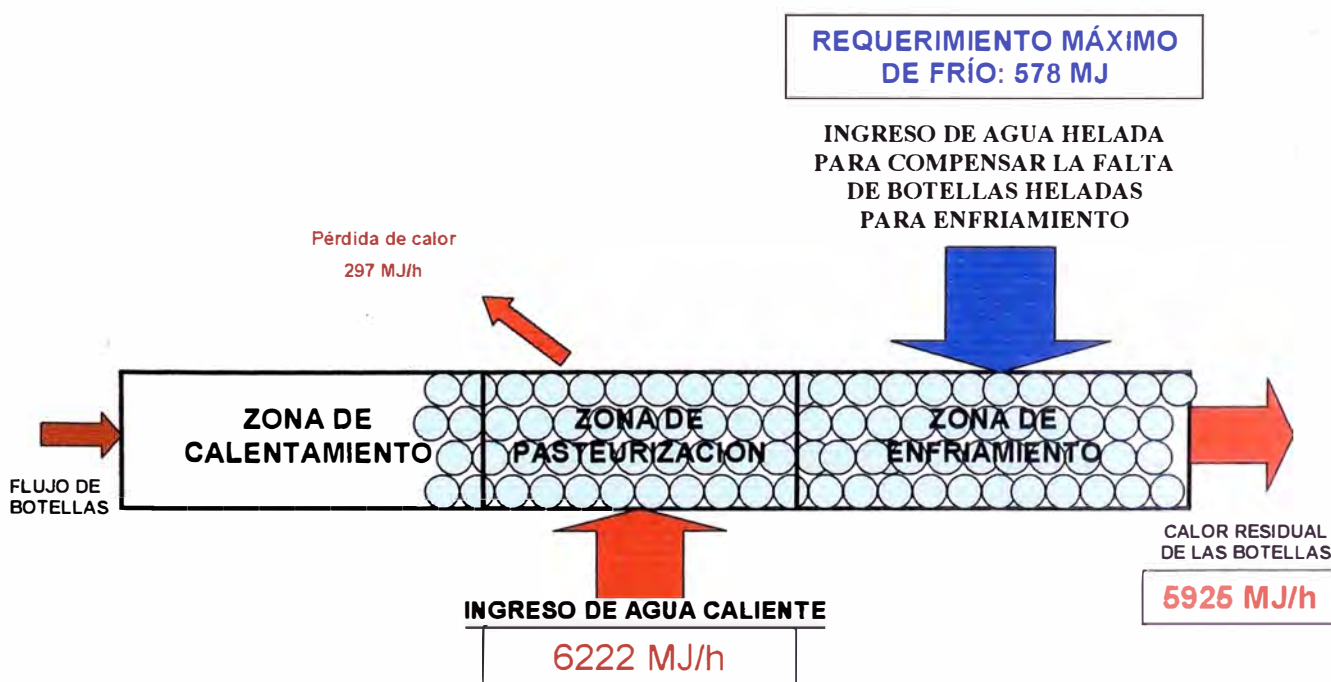 REQUERIMIENTO MÁXIMO
DE FRÍO: 578 MJ
INGRESO DE AGUA HELADA
PARA COMPENSAR LA FALTA
DE BOTELLAS HELADAS
PARA ENFRIAMIENTO
Pérdida de calor
297 MJ/h
ZONA DE
CALENTAMIENTO
ZONA DE
PASTEURIZACION
ZONA DE
ENFRIAMIENTO
FLUJO DE
BOTELLAS
CALOR RESIDUAL
DE LAS BOTELLAS
5925 MJ/h
INGRESO DE AGUA CALIENTE
6222 MJ/h